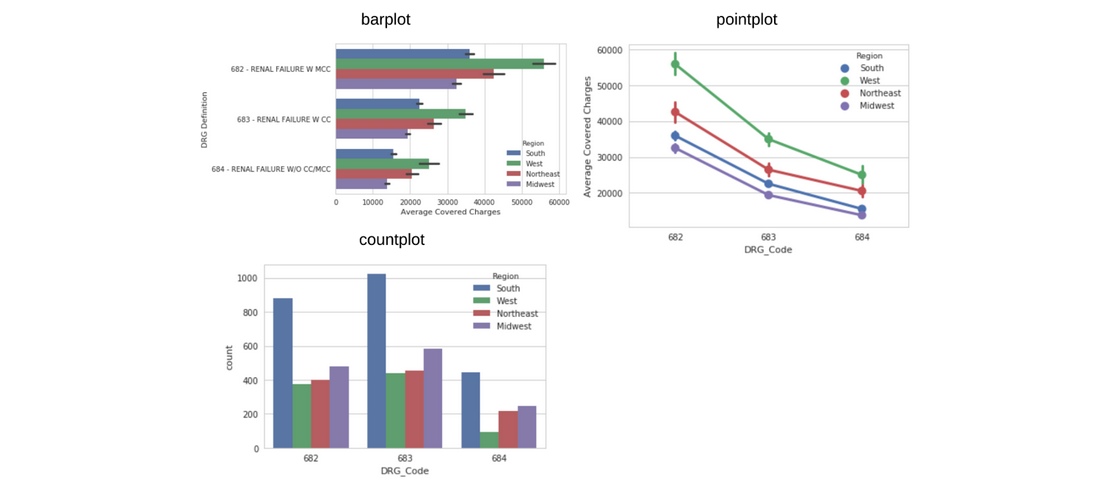 barplot
DRG Definition
682 - RENAL FAILURE W MCC
683 - RENAL FAILURE W CC
684 - RENAL FAILURE W/O CC/MCC
Region
South
West
Northeast
Midwest
0 10000 20000 30000 40000 50000 60000
Average Covered Charges
pointplot
Average Covered Charges
60000
50000
40000
30000
20000
Region
South
West
Northeast
Midwest
682 683 684
DRG_Code
countplot
count
1000
800
600
400
200
0
Region
South
West
Northeast
Midwest
682 683 684
DRG_Code